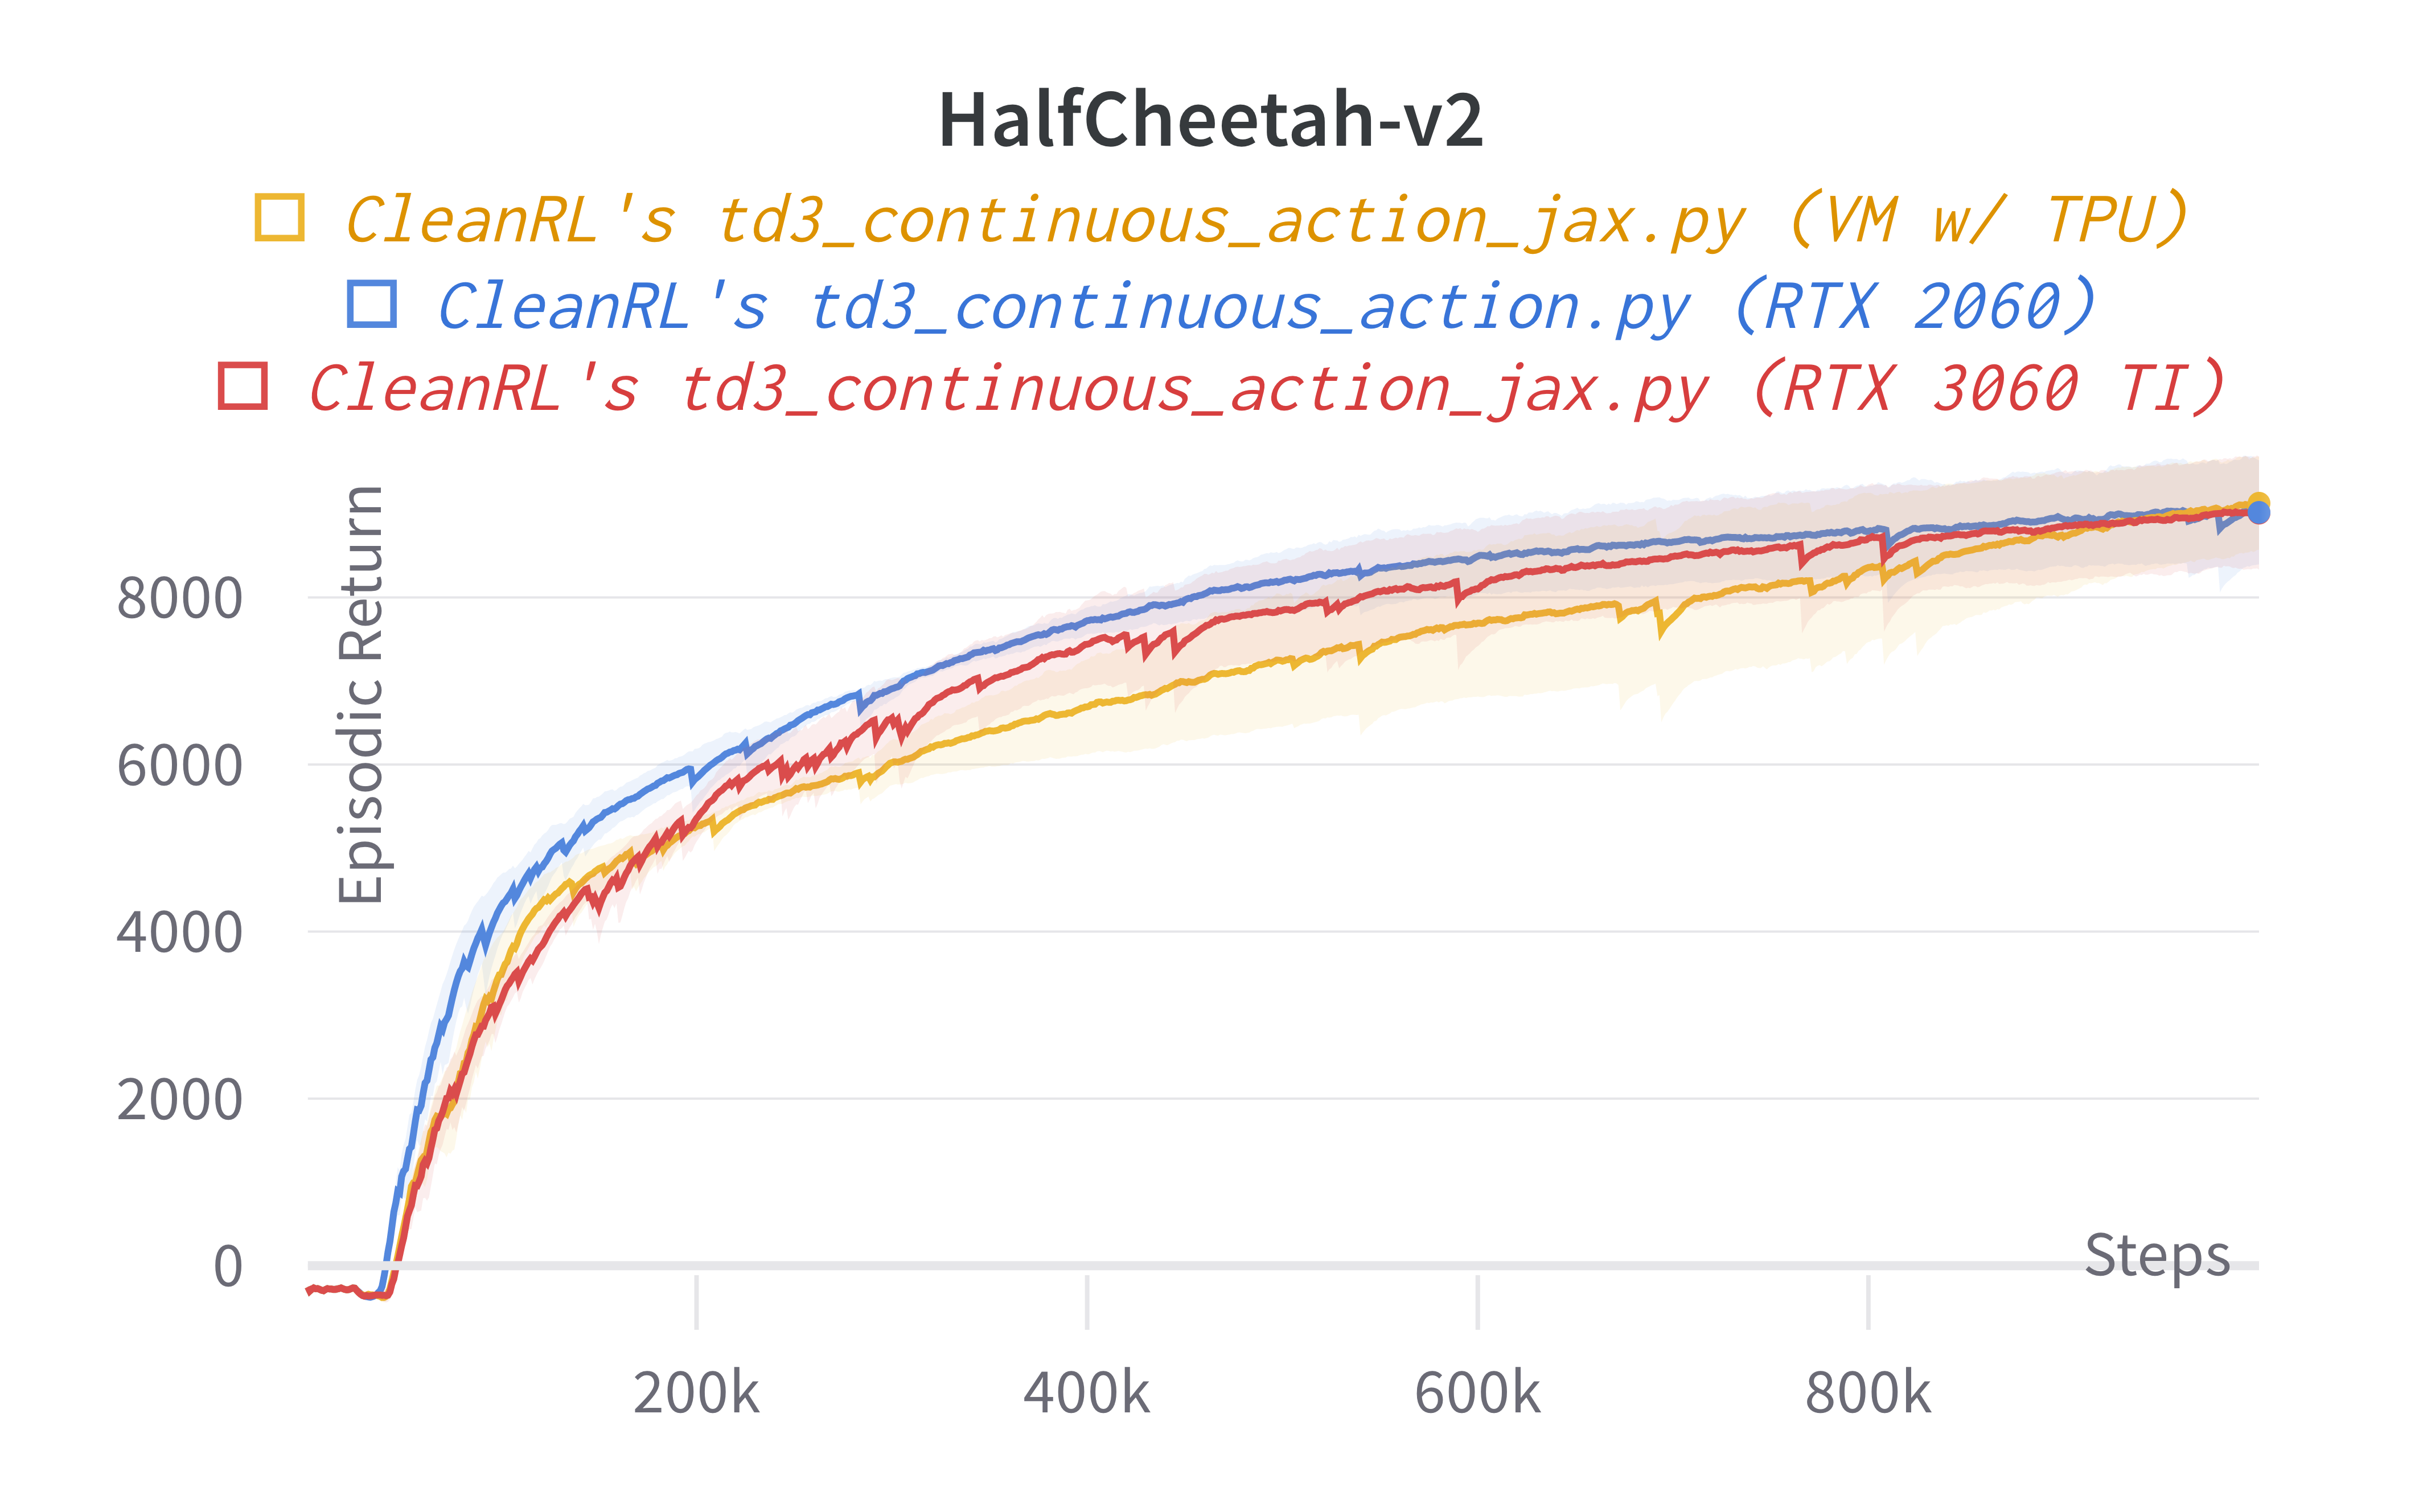 HalfCheetah-v2
CleanRL's td3_continuous_action_jax.py (VM w/ TPU)
CleanRL's td3_continuous_action.py (RTX 2060)
CleanRL's td3_continuous_action_jax.py (RTX 3060 TI)
Episodic Return
8000
6000
4000
2000
0
Steps
200k
400k
600k
800k